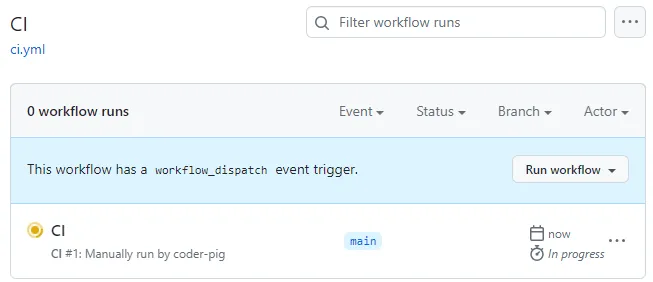 CI
ci.yml
Filter workflow runs
0 workflow runs Event Status Branch Actor
This workflow has a workflow_dispatch event trigger. Run workflow
CI main now
CI #1: Manually run by coder-pig In progress